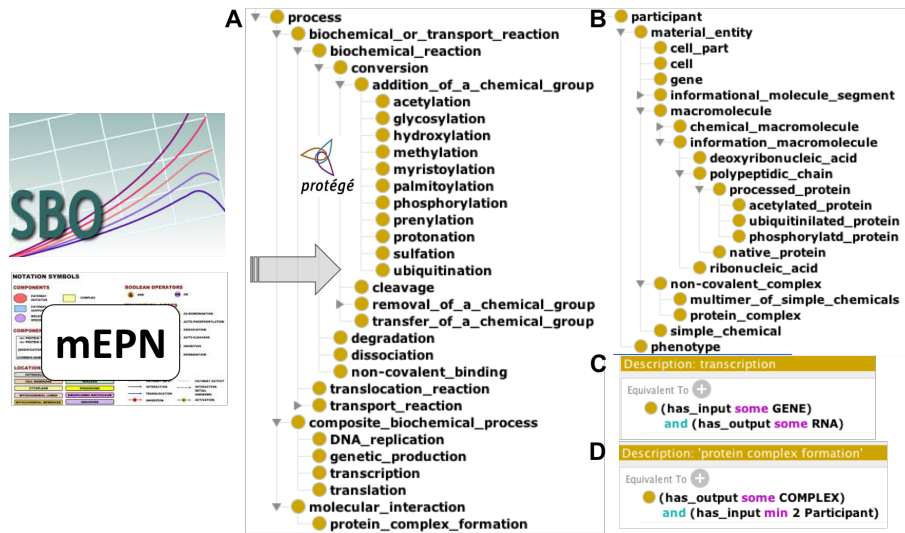 A
process
biochemical_or_transport_reaction
biochemical_reaction
conversion
addition_of_a_chemical_group
acetylation
glycosylation
hydroxylation
methylation
myristoylation
palmitoylation
phosphorylation
prenylation
protonation
sulfation
ubiquitination
cleavage
removal_of_a_chemical_group
transfer_of_a_chemical_group
degradation
dissociation
non-covalent_binding
translocation_reaction
transport_reaction
composite_biochemical_process
DNA_replication
genetic_production
transcription
translation
molecular_interaction
protein_complex_formation
protégé
SBO
NOTATION SYMBOLS
COMPONENTS
BOOLEAN OPERATORS
COMPLEX
mEPN
B
participant
material_entity
cell_part
cell
gene
informational_molecule_segment
macromolecule
chemical_macromolecule
information_macromolecule
deoxyribonucleic_acid
polypeptidic_chain
processed_protein
acetylated_protein
ubiquitinilated_protein
phosphorylatd_protein
native_protein
ribonucleic_acid
non-covalent_complex
multimer_of_simple_chemicals
protein_complex
simple_chemical
phenotype
C
Description: transcription
Equivalent To
(has_input some GENE)
and (has_output some RNA)
D
Description: 'protein complex formation'
Equivalent To
(has_output some COMPLEX)
and (has_input min 2 Participant)